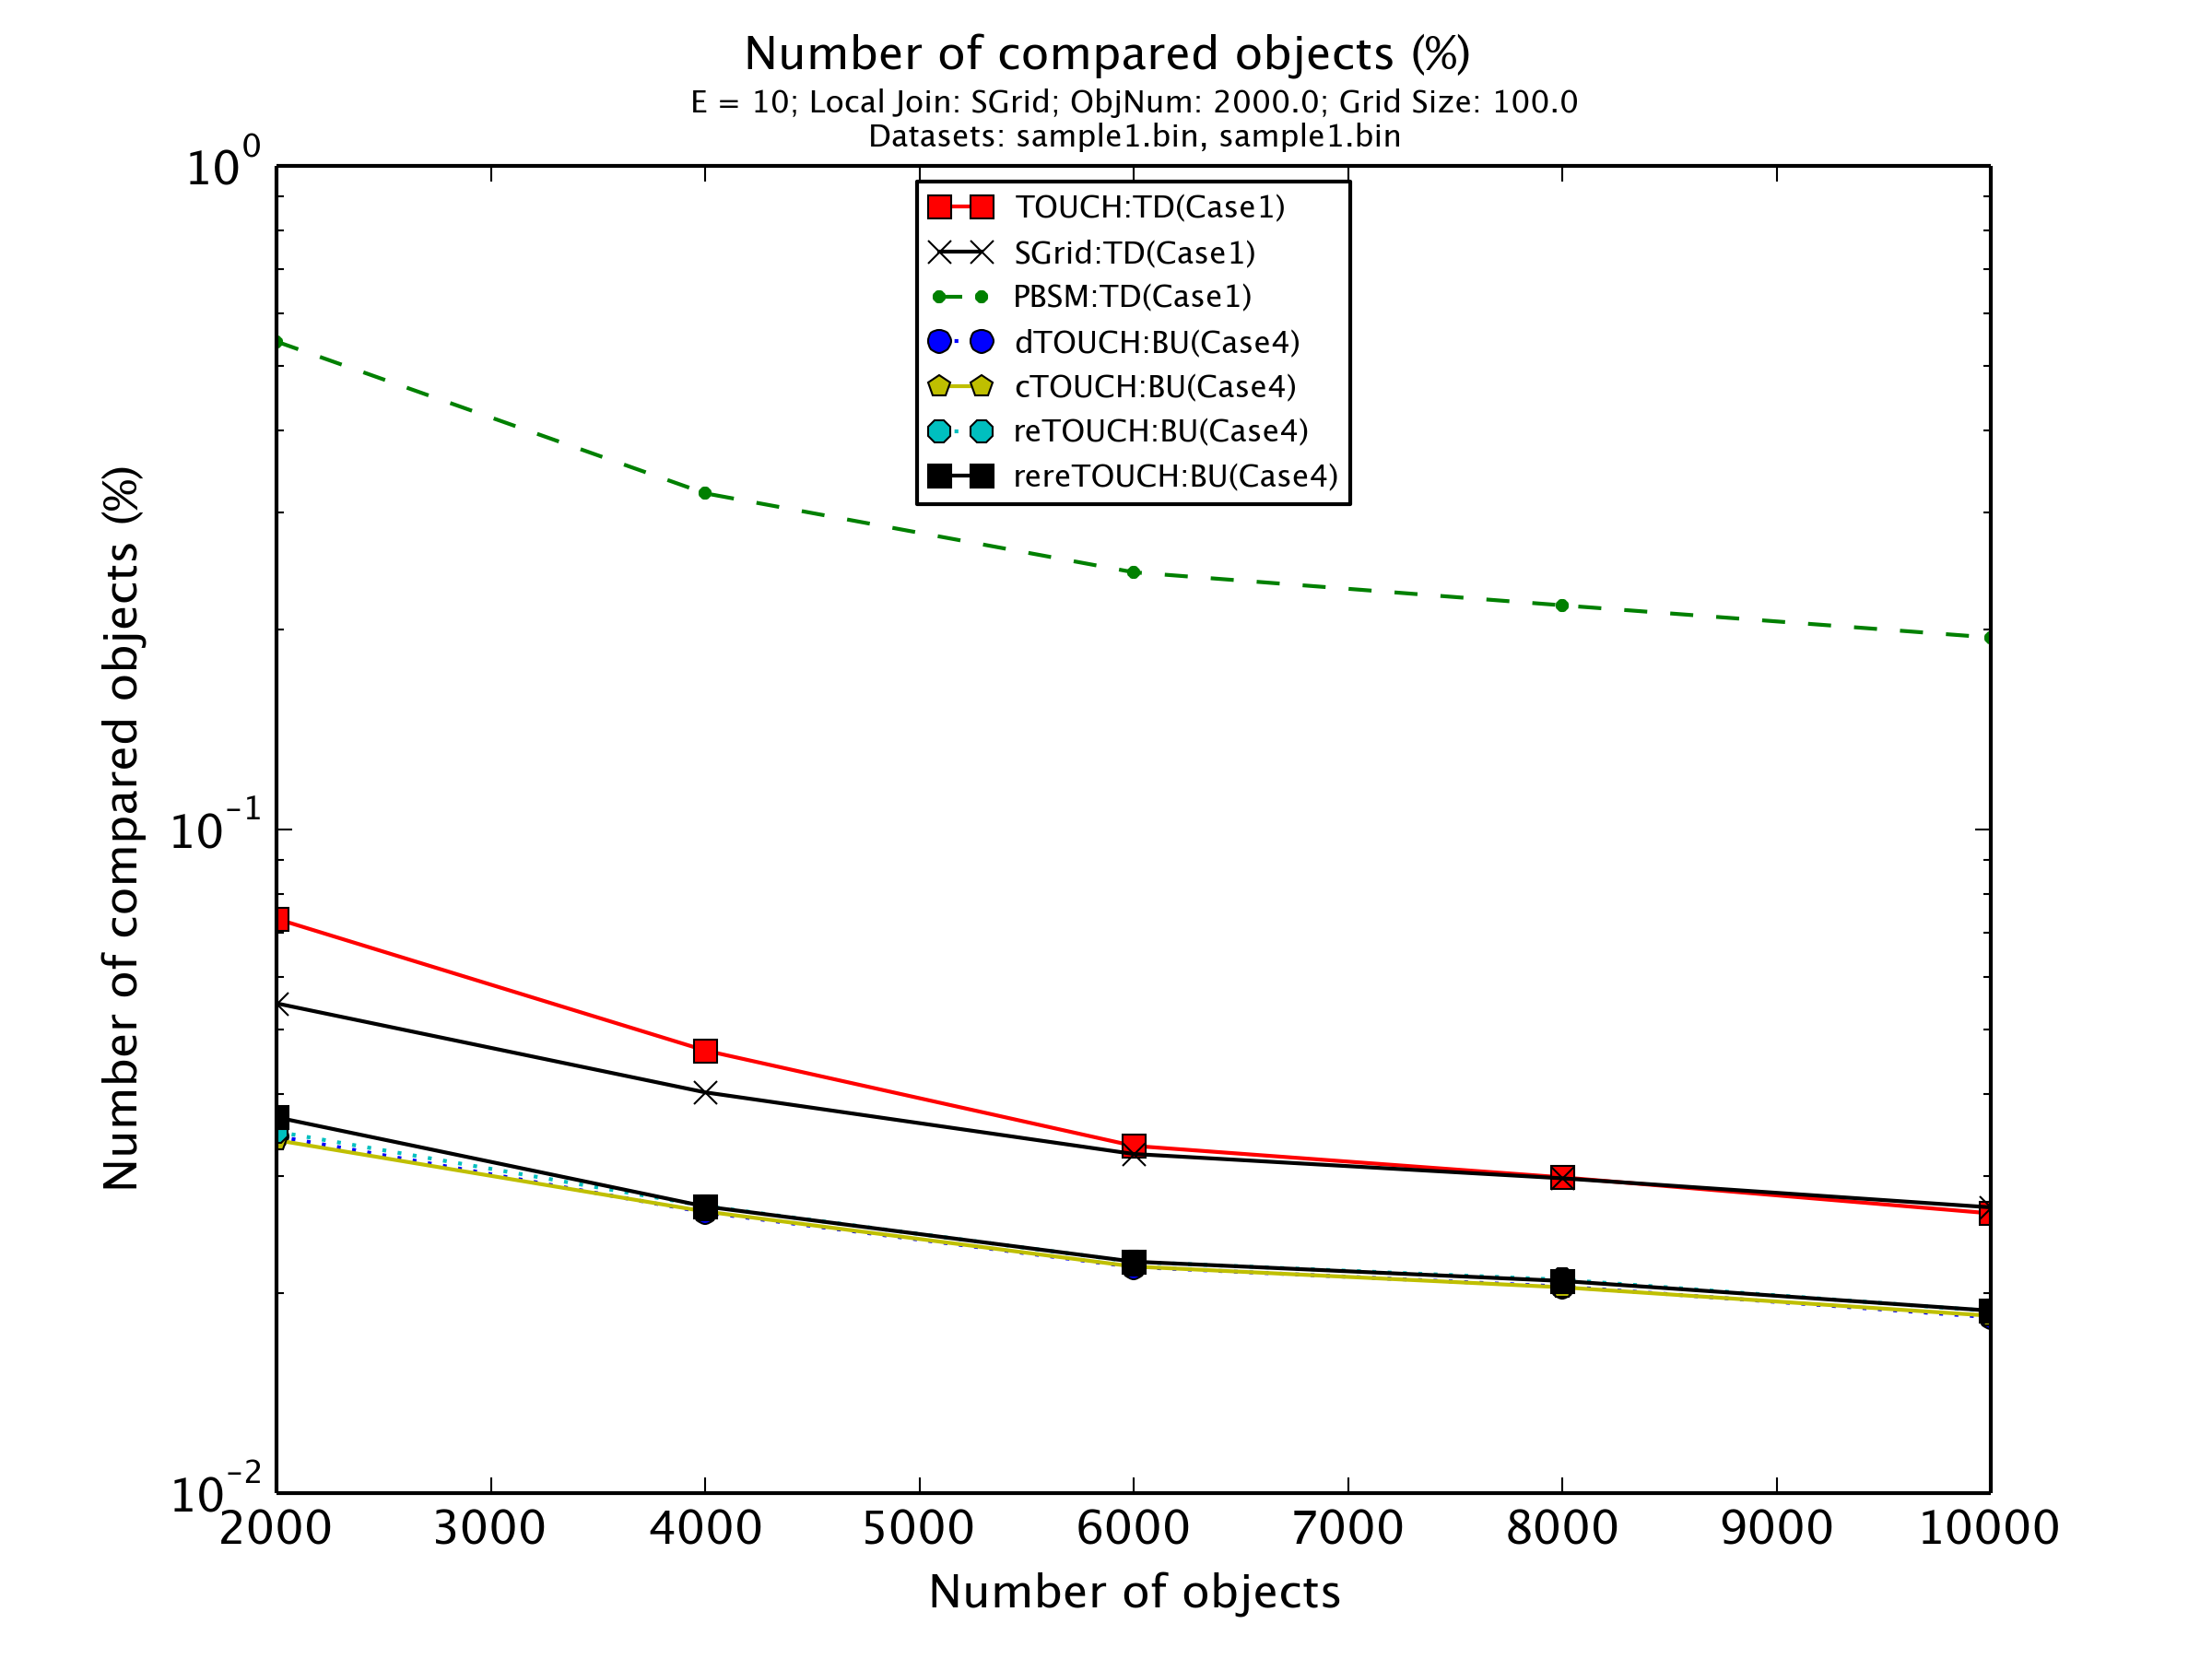 Number of compared objects (%)
E = 10; Local Join: SGrid; ObjNum: 2000.0; Grid Size: 100.0
Datasets: sample1.bin, sample1.bin
10^0
10^-1
10^-2
Number of compared objects (%)
TOUCH:TD(Case1)
SGrid:TD(Case1)
PBSM:TD(Case1)
dTOUCH:BU(Case4)
cTOUCH:BU(Case4)
reTOUCH:BU(Case4)
rereTOUCH:BU(Case4)
2000 3000 4000 5000 6000 7000 8000 9000 10000
Number of objects